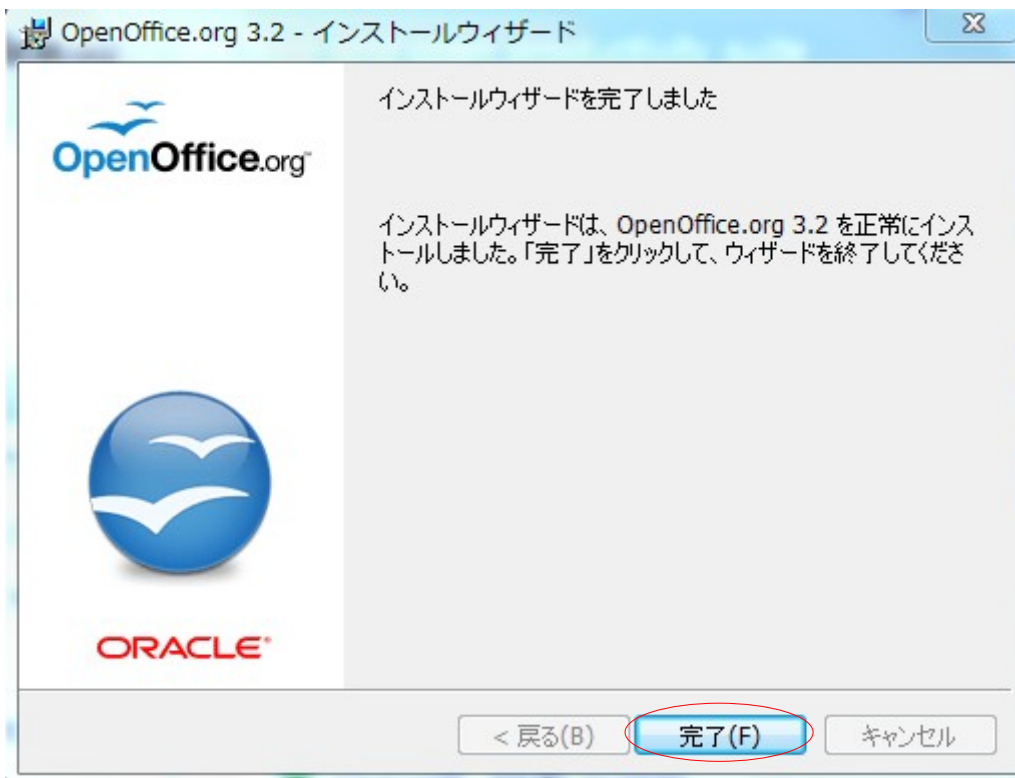 OpenOffice.org 3.2 - インストールウィザード
OpenOffice.org™
インストールウィザードを完了しました
インストールウィザードは、OpenOffice.org 3.2 を正常にインス
トールしました。「完了」をクリックして、ウィザードを終了してくださ
い。
ORACLE®
< 戻る(B)
完了(F)
キャンセル